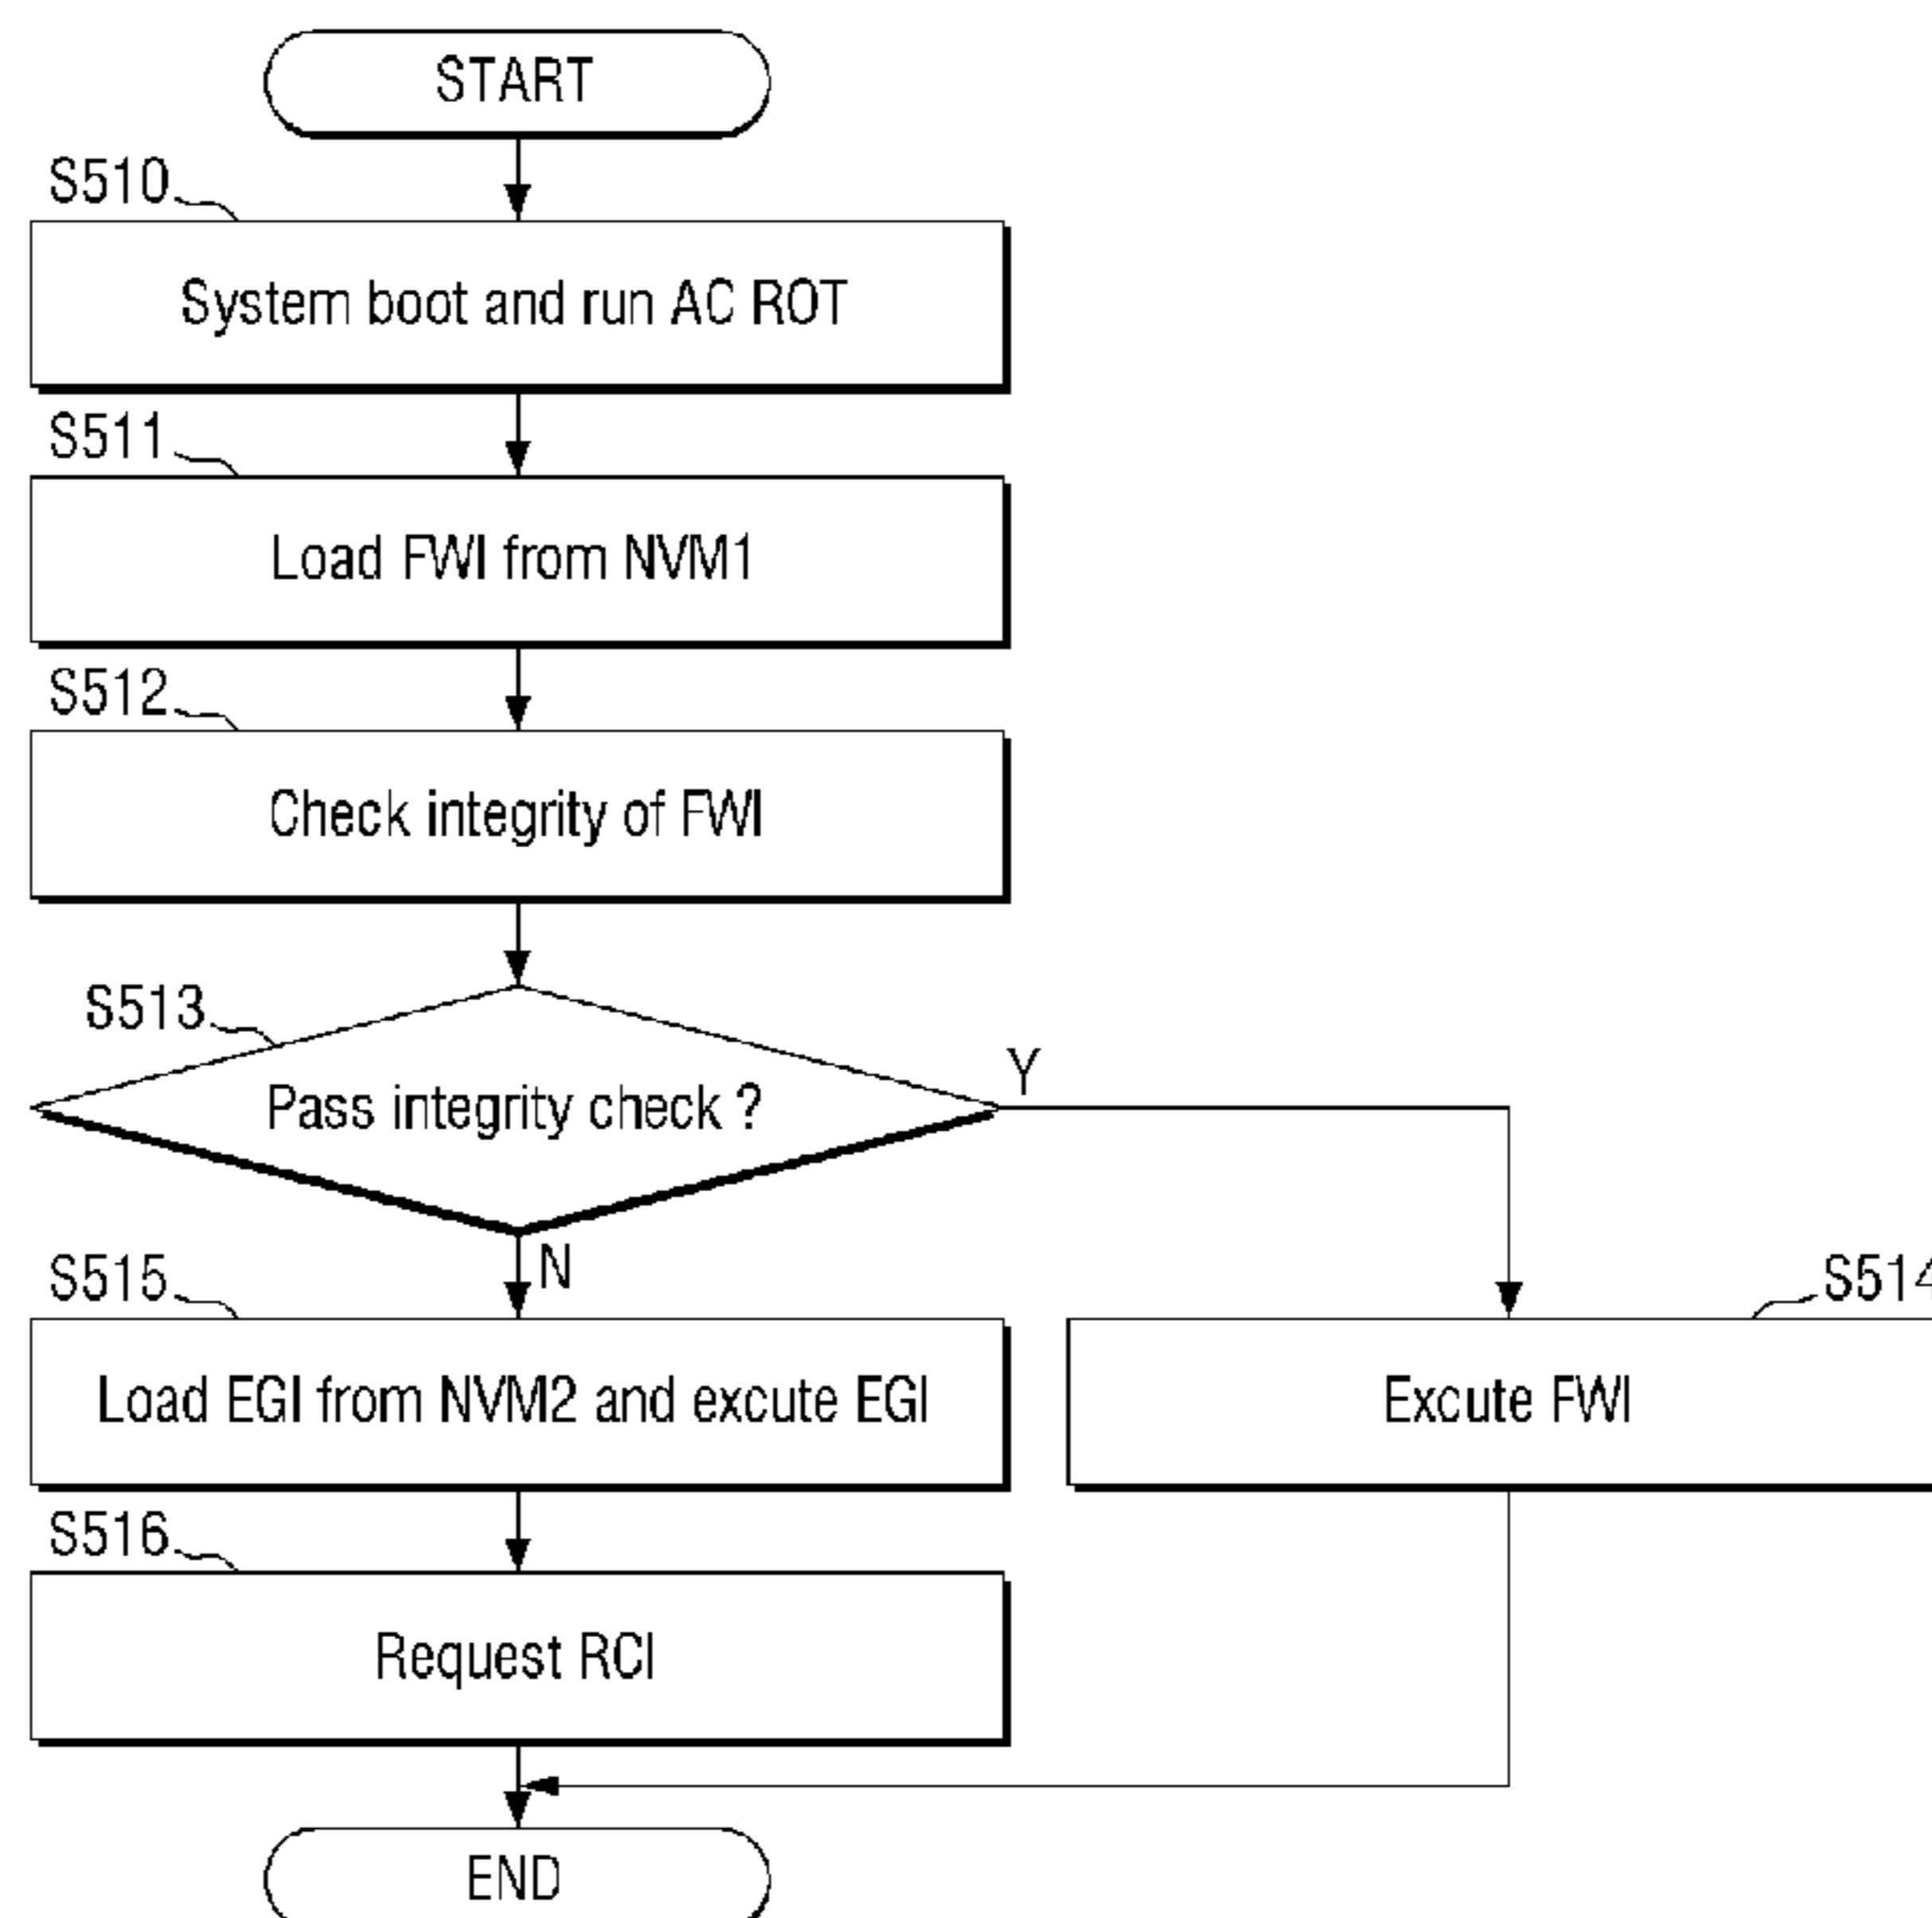 START
S510
System boot and run AC ROT
S511
Load FWI from NVM1
S512
Check integrity of FWI
S513
Pass integrity check ?
Y
N
S515
Load EGI from NVM2 and excute EGI
S514
Excute FWI
S516
Request RCI
END